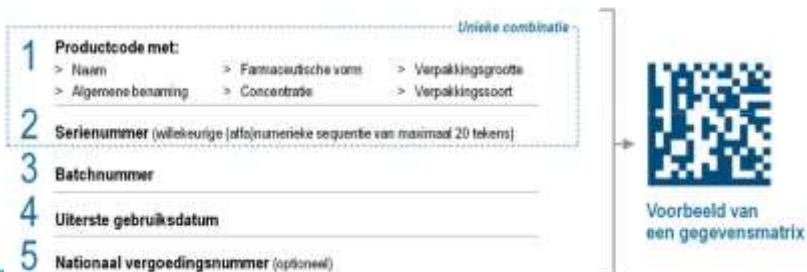 Unieke combinatie
1 Productcode met:
> Naam > Farmaceutische vorm > Verpakkingsgrootte
> Algemene benaming > Concentratie > Verpakkingssoort
2 Serienummer (willekeurige (alfa)numerieke sequentie van maximaal 20 tekens)
3 Batchnummer
4 Uiterste gebruiksdatum
5 Nationaal vergoedingsnummer (optioneel)
Voorbeeld van
een gegevensmatrix